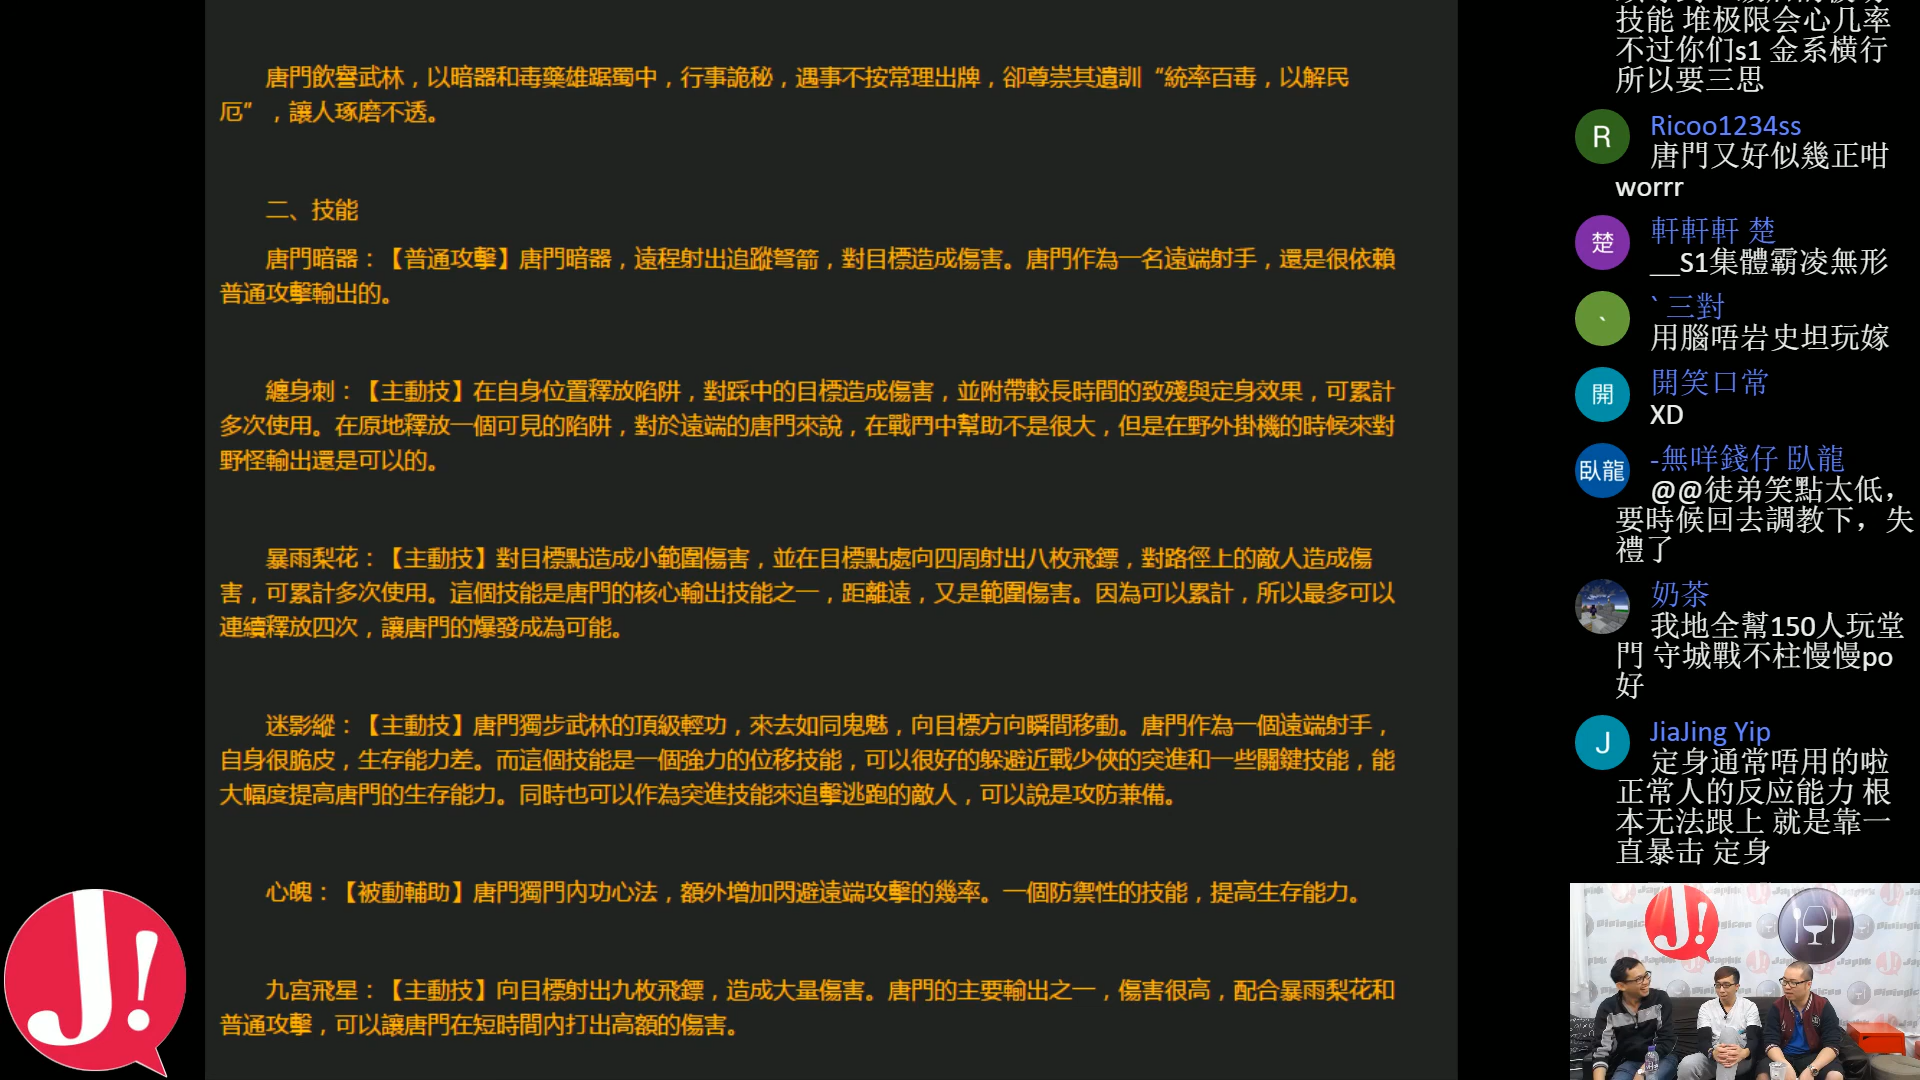 唐門飲譽武林，以暗器和毒藥雄踞蜀中，行事詭秘，遇事不按常理出牌，卻尊崇其遺訓“統率百毒，以解民
厄”，讓人琢磨不透。
二、技能
唐門暗器：【普通攻擊】唐門暗器，遠程射出追蹤弩箭，對目標造成傷害。唐門作為一名遠端射手，還是很依賴
普通攻擊輸出的。
纏身刺：【主動技】在自身位置釋放陷阱，對踩中的目標造成傷害，並附帶較長時間的致殘與定身效果，可累計
多次使用。在原地釋放一個可見的陷阱，對於遠端的唐門來說，在戰鬥中幫助不是很大，但是在野外掛機的時候來對
野怪輸出還是可以的。
暴雨梨花：【主動技】對目標點造成小範圍傷害，並在目標點處向四周射出八枚飛鏢，對路徑上的敵人造成傷
害，可累計多次使用。這個技能是唐門的核心輸出技能之一，距離遠，又是範圍傷害。因為可以累計，所以最多可以
連續釋放四次，讓唐門的爆發成為可能。
迷影縱：【主動技】唐門獨步武林的頂級輕功，來去如同鬼魅，向目標方向瞬間移動。唐門作為一個遠端射手，
自身很脆皮，生存能力差。而這個技能是一個強力的位移技能，可以很好的躲避近戰少俠的突進和一些關鍵技能，能
大幅度提高唐門的生存能力。同時也可以作為突進技能來追擊逃跑的敵人，可以說是攻防兼備。
心魄：【被動輔助】唐門獨門內功心法，額外增加閃避遠端攻擊的幾率。一個防禦性的技能，提高生存能力。
九宮飛星：【主動技】向目標射出九枚飛鏢，造成大量傷害。唐門的主要輸出之一，傷害很高，配合暴雨梨花和
普通攻擊，可以讓唐門在短時間內打出高額的傷害。
J!
技能 堆极限会心几率
不过你们s1 金系横行
所以要三思
R
Ricoo1234ss
唐門又好似幾正咁
worrr
楚
軒軒軒 楚
__S1集體霸凌無形
、
` 三對
用腦唔岩史坦玩嫁
開
開笑口常
XD
臥龍
-無咩錢仔 臥龍
@@徒弟笑點太低，
要時候回去調教下，失
禮了
奶茶
我地全幫150人玩堂
門 守城戰不柱慢慢po
好
J
JiaJing Yip
定身通常唔用的啦
正常人的反应能力 根
本无法跟上 就是靠一
直暴击 定身
J!